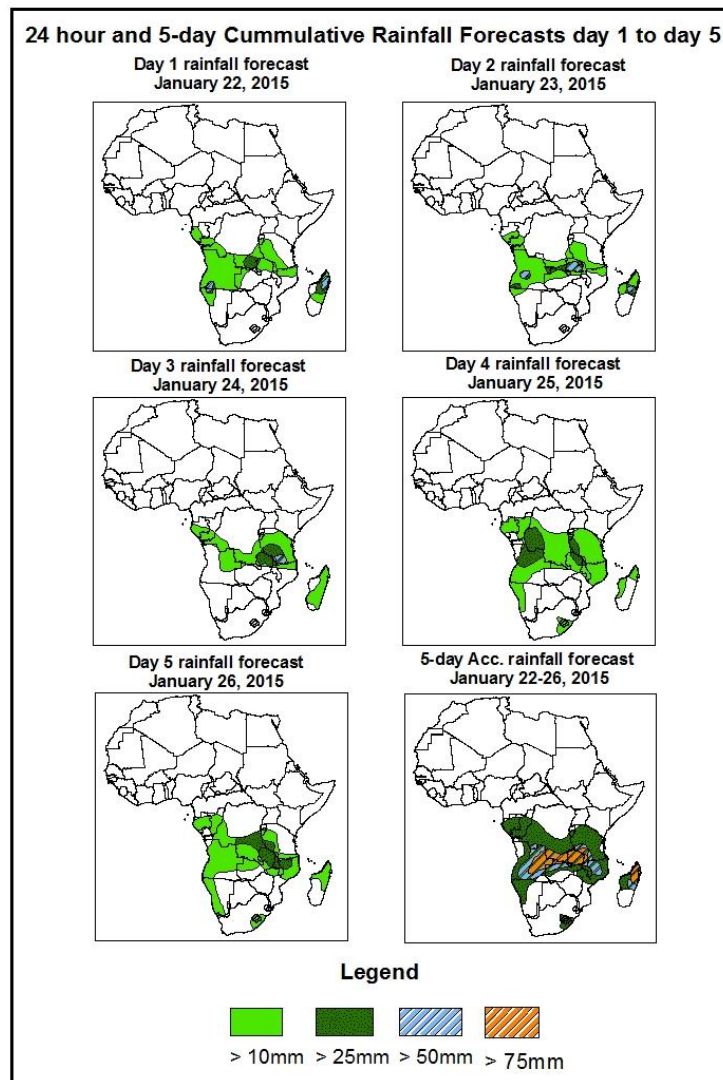 24 hour and 5-day Cummulative Rainfall Forecasts day 1 to day 5
Day 1 rainfall forecast
January 22, 2015
Day 2 rainfall forecast
January 23, 2015
Day 3 rainfall forecast
January 24, 2015
Day 4 rainfall forecast
January 25, 2015
Day 5 rainfall forecast
January 26, 2015
5-day Acc. rainfall forecast
January 22-26, 2015
Legend
> 10mm > 25mm > 50mm > 75mm